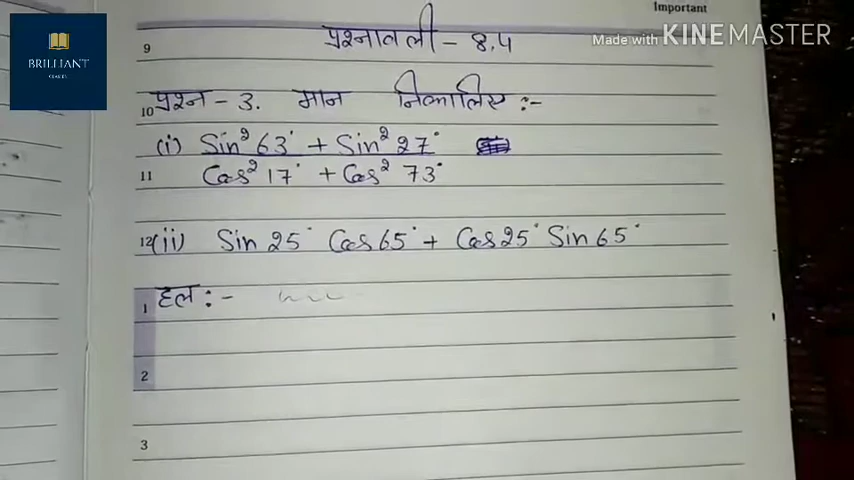 Important
BRILLIANT
Made with KINEMASTER
9 प्रश्नावली - 8.4
10 प्रश्न - 3. मान निकालिए :-
(i) Sin² 63° + Sin² 27°
11 Cos² 17° + Cos² 73°
12 (ii) Sin 25° Cos 65° + Cos 25° Sin 65°
1 हल :-
2
3